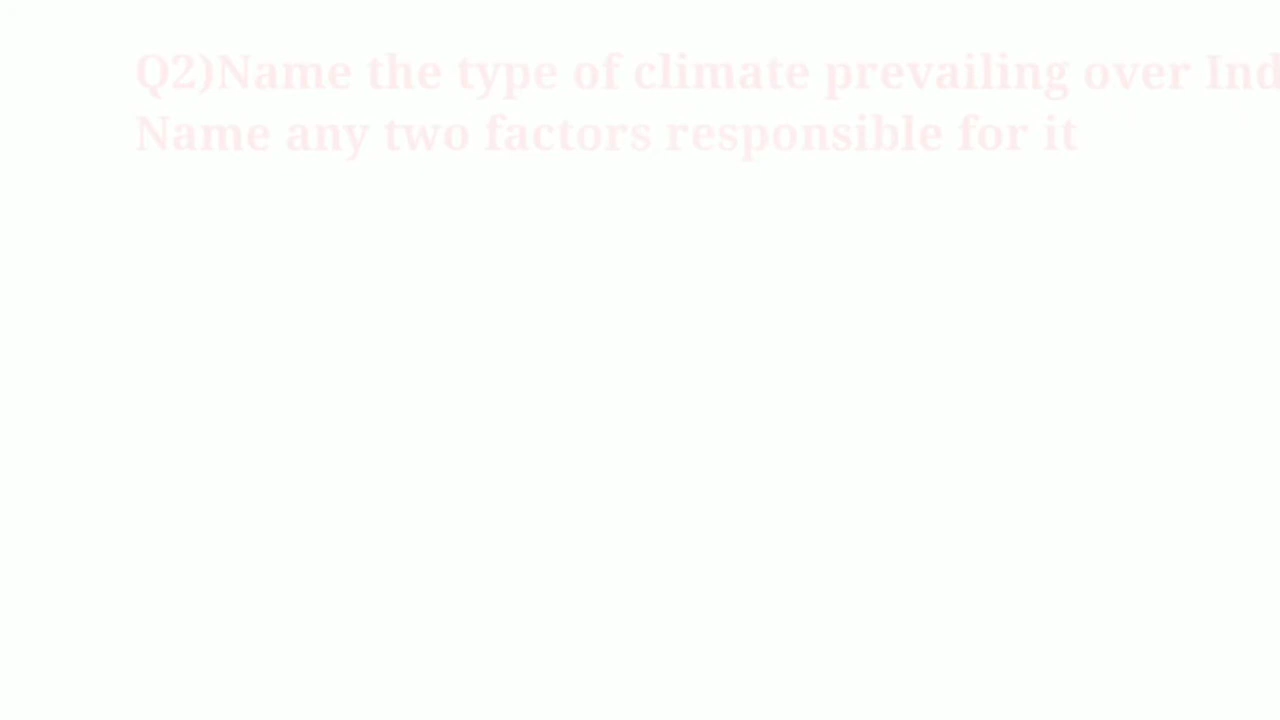 Q2)Name the type of climate prevailing over Ind
Name any two factors responsible for it